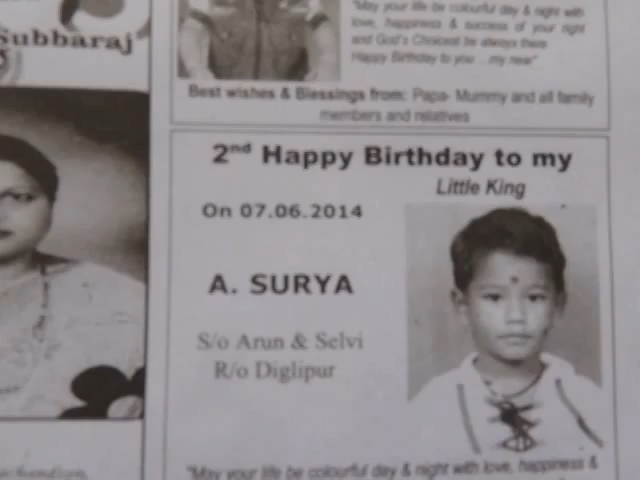 Subbaraj
"May your life be colourful day & night with
love, happiness & success of your right
and God's Choicest be always there
Happy Birthday to you ...my near"
Best wishes & Blessings from: Papa- Mummy and all family
members and relatives
2nd Happy Birthday to my
Little King
On 07.06.2014
A. SURYA
S/o Arun & Selvi
R/o Diglipur
"May your life be colourful day & night with love, happiness &